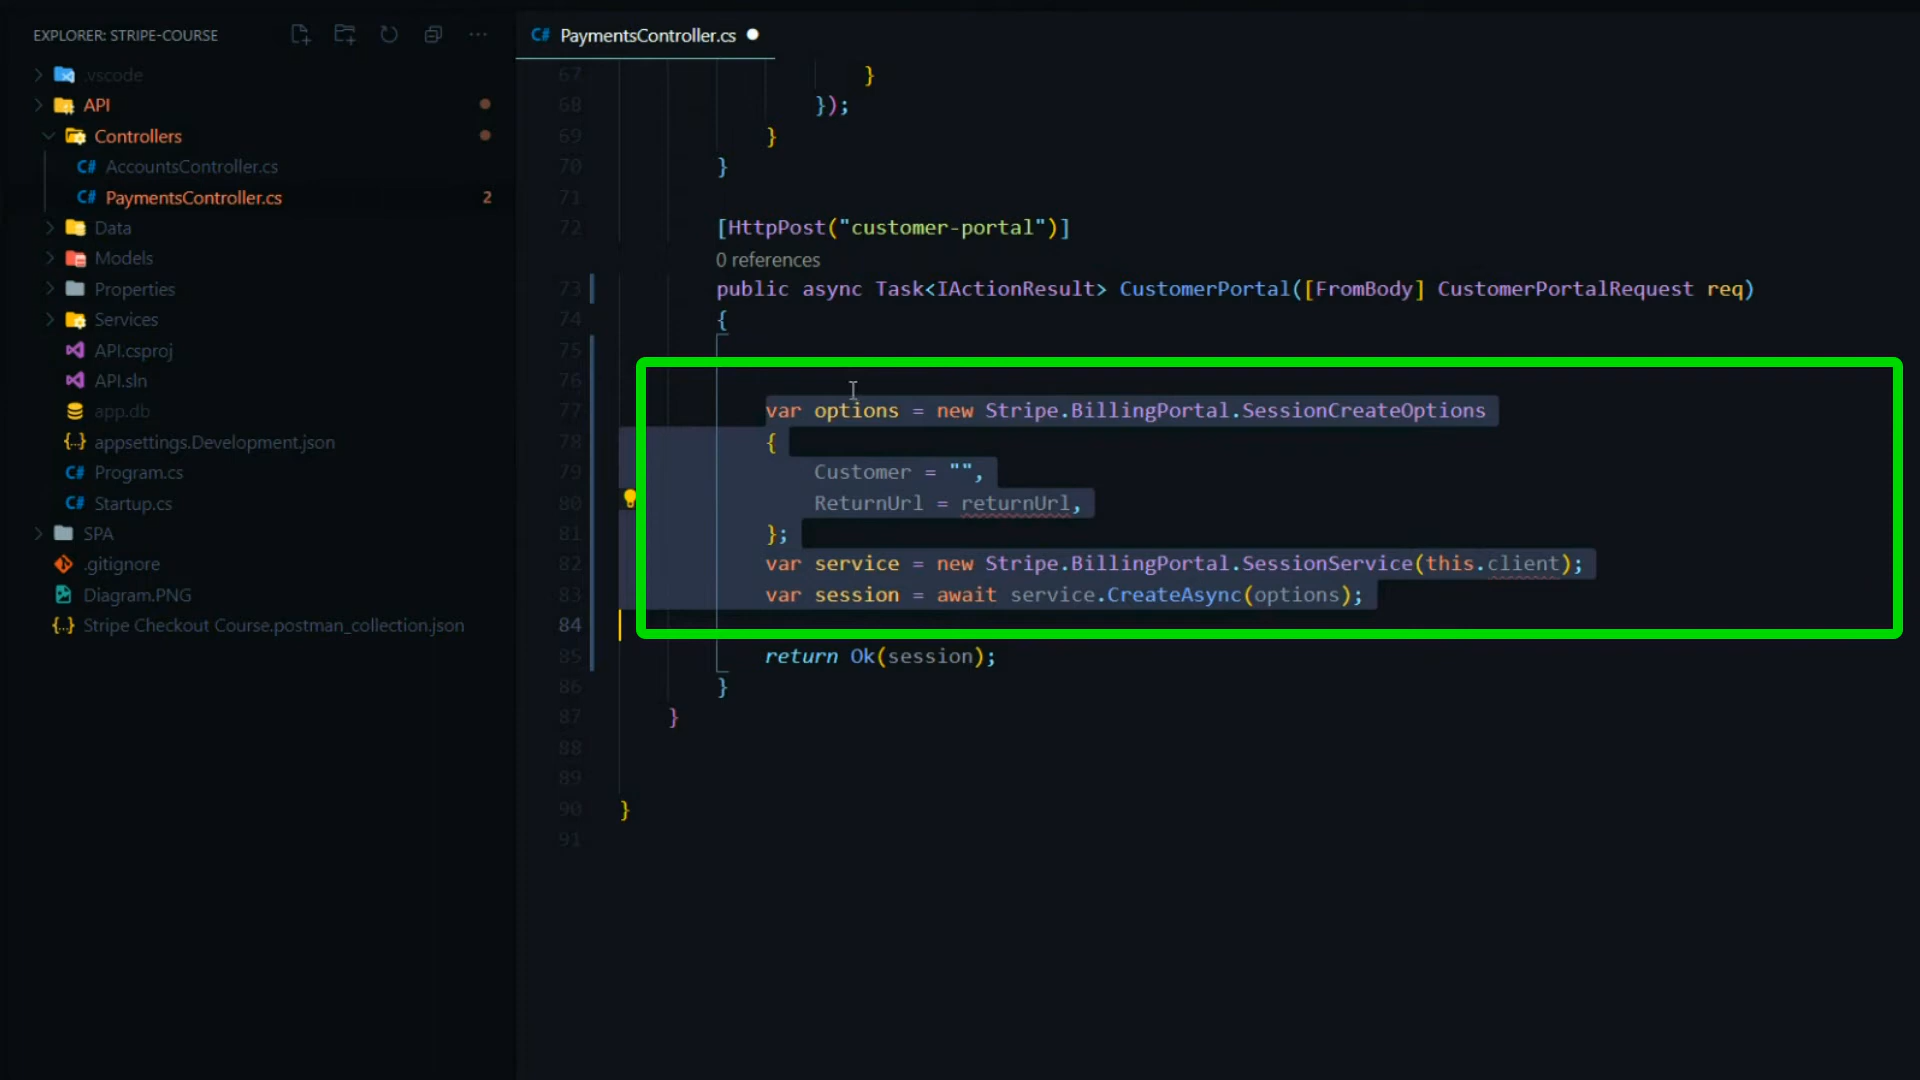 EXPLORER: STRIPE-COURSE
.vscode
API
Controllers
C# AccountsController.cs
C# PaymentsController.cs 2
Data
Models
Properties
Services
API.csproj
API.sln
app.db
{..} appsettings.Development.json
C# Program.cs
C# Startup.cs
SPA
.gitignore
Diagram.PNG
{..} Stripe Checkout Course.postman_collection.json
C# PaymentsController.cs
67 }
68 });
69 }
70 }
71
72 [HttpPost("customer-portal")]
0 references
73 public async Task<IActionResult> CustomerPortal([FromBody] CustomerPortalRequest req)
74 {
75
76
77 var options = new Stripe.BillingPortal.SessionCreateOptions
78 {
79 Customer = "",
80 ReturnUrl = returnUrl,
81 };
82 var service = new Stripe.BillingPortal.SessionService(this.client);
83 var session = await service.CreateAsync(options);
84
85 return Ok(session);
86 }
87 }
88
89
90 }
91